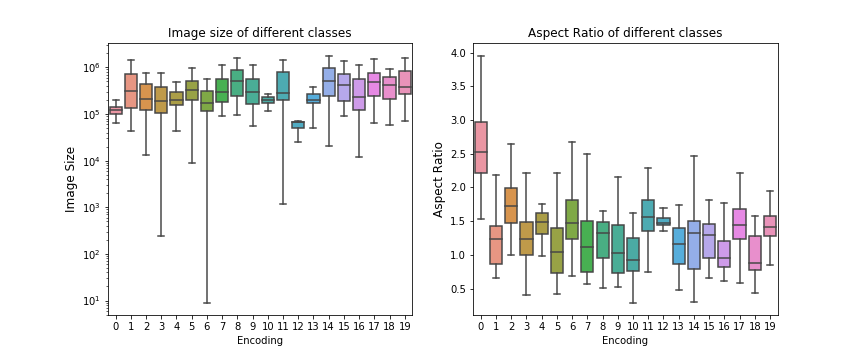 Image size of different classes
Image Size
10^6
10^5
10^4
10^3
10^2
10^1
0 1 2 3 4 5 6 7 8 9 10 11 12 13 14 15 16 17 18 19
Encoding
Aspect Ratio of different classes
Aspect Ratio
4.0
3.5
3.0
2.5
2.0
1.5
1.0
0.5
0 1 2 3 4 5 6 7 8 9 10 11 12 13 14 15 16 17 18 19
Encoding